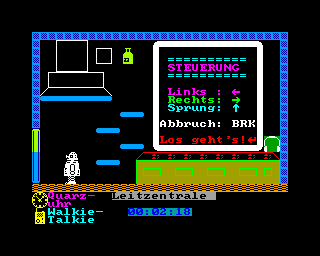 ==========
STEUERUNG
==========
Links : ←
Rechts: →
Sprung: ↑
Abbruch: BRK
Los geht's!↵
Quarz-
uhr
Leitzentrale
Walkie-
Talkie
00:02:18